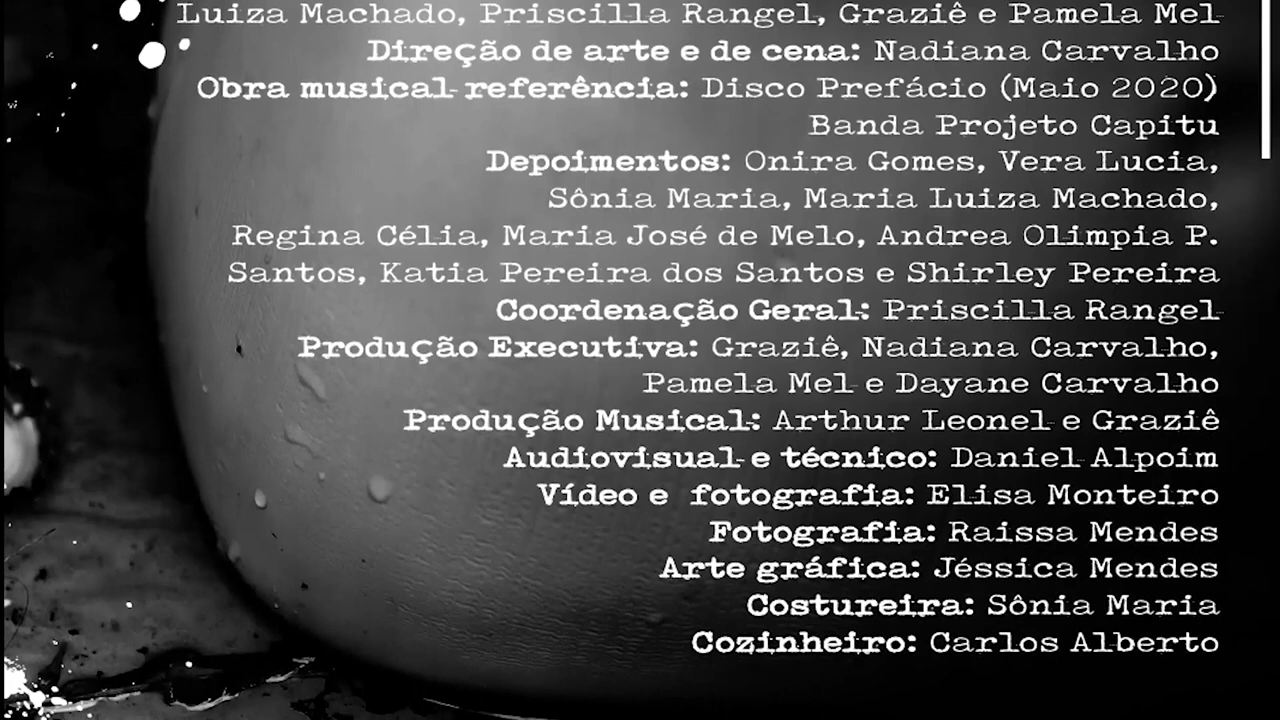 Luiza Machado, Priscilla Rangel, Graziê e Pamela Mel
Direção de arte e de cena: Nadiana Carvalho
Obra musical referência: Disco Prefácio (Maio 2020)
Banda Projeto Capitu
Depoimentos: Onira Gomes, Vera Lucia,
Sônia Maria, Maria Luiza Machado,
Regina Célia, Maria José de Melo, Andrea Olimpia P.
Santos, Katia Pereira dos Santos e Shirley Pereira
Coordenação Geral: Priscilla Rangel
Produção Executiva: Graziê, Nadiana Carvalho,
Pamela Mel e Dayane Carvalho
Produção Musical: Arthur Leonel e Graziê
Audiovisual e técnico: Daniel Alpoim
Vídeo e  fotografia: Elisa Monteiro
Fotografia: Raissa Mendes
Arte gráfica: Jéssica Mendes
Costureira: Sônia Maria
Cozinheiro: Carlos Alberto